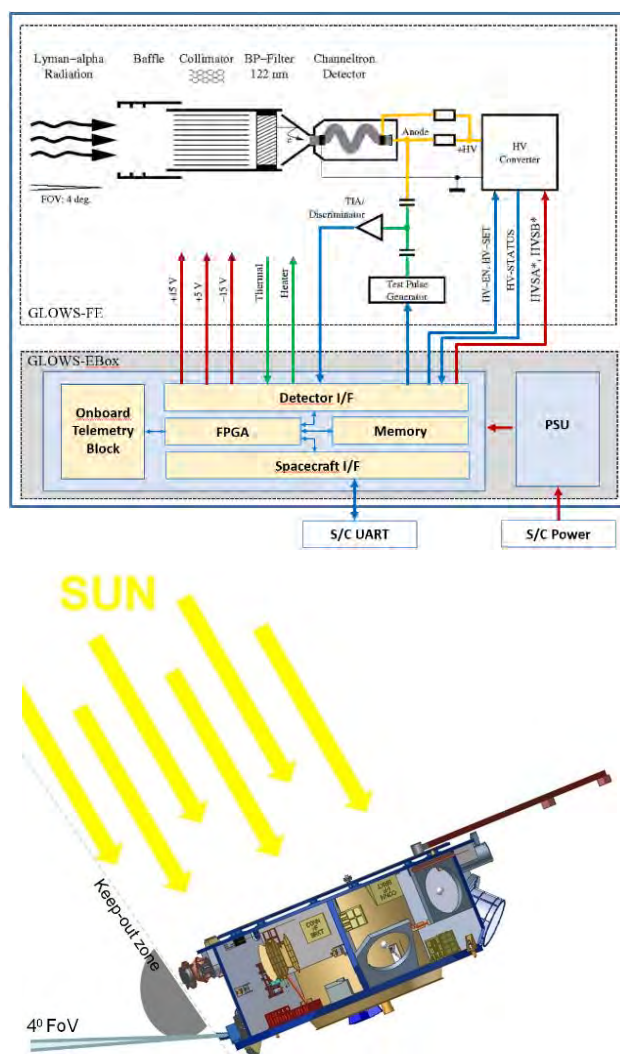 Lyman-alpha
Radiation
Baffle
Collimator
BP-Filter
122 nm
Channeltron
Detector
FOV: 4 deg.
e-
Anode
+HV
HV
Converter
TIA/
Discriminator
Test Pulse
Generator
+15 V
+5 V
-15 V
Thermal
Heater
HV-EN, HV-SET
HV-STATUS
HVSA*, HVSB*
GLOWS-FE
GLOWS-EBox
Onboard
Telemetry
Block
Detector I/F
FPGA
Memory
Spacecraft I/F
PSU
S/C UART
S/C Power
SUN
Keep-out zone
4⁰ FoV